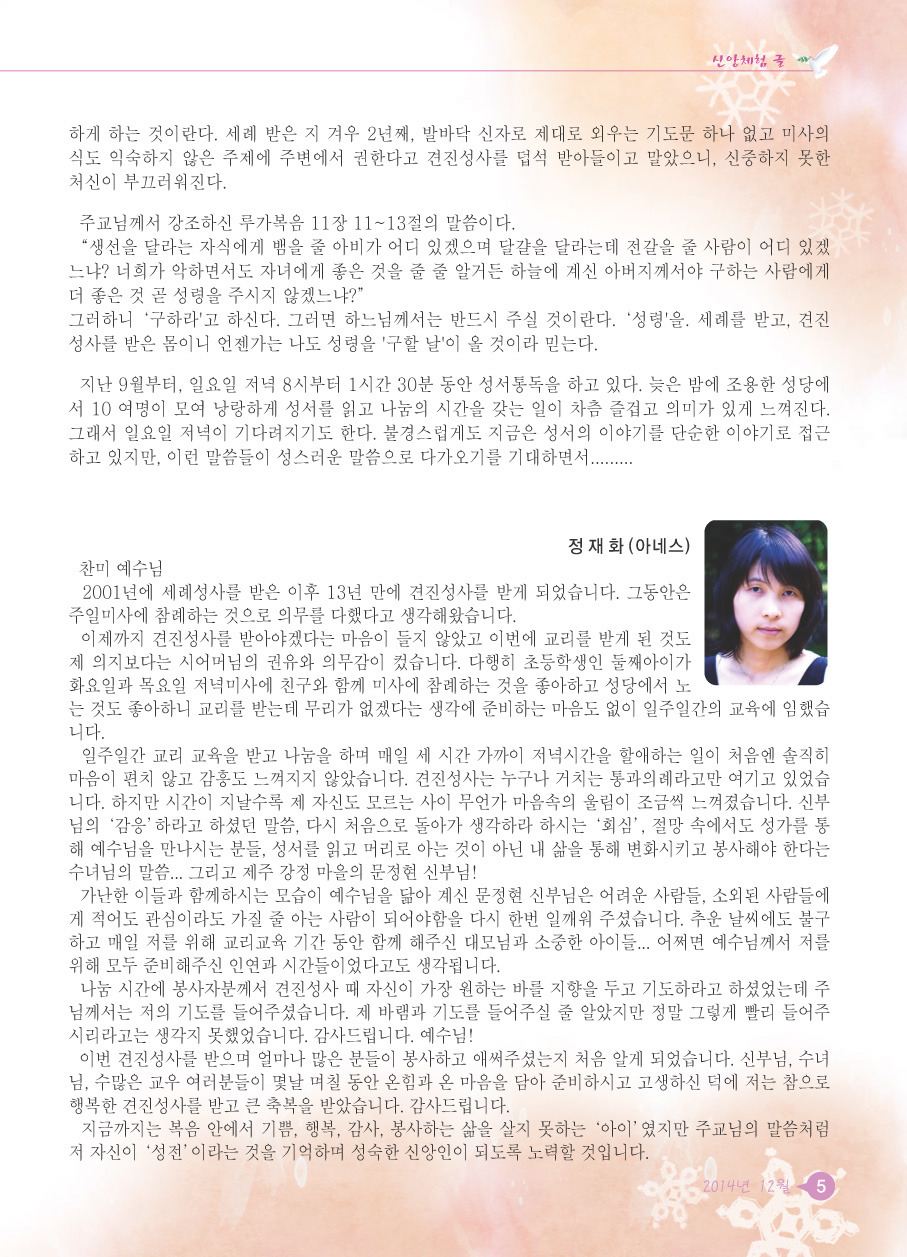 신앙체험 글
하게 하는 것이란다. 세례 받은 지 겨우 2년째, 발바닥 신자로 제대로 외우는 기도문 하나 없고 미사의
식도 익숙하지 않은 주제에 주변에서 권한다고 견진성사를 덥석 받아들이고 말았으니, 신중하지 못한
처신이 부끄러워진다.
주교님께서 강조하신 루가복음 11장 11~13절의 말씀이다.
“생선을 달라는 자식에게 뱀을 줄 아비가 어디 있겠으며 달걀을 달라는데 전갈을 줄 사람이 어디 있겠
느냐? 너희가 악하면서도 자녀에게 좋은 것을 줄 줄 알거든 하늘에 계신 아버지께서야 구하는 사람에게
더 좋은 것 곧 성령을 주시지 않겠느냐?”
그러하니 ‘구하라'고 하신다. 그러면 하느님께서는 반드시 주실 것이란다. ‘성령'을. 세례를 받고, 견진
성사를 받은 몸이니 언젠가는 나도 성령을 '구할 날'이 올 것이라 믿는다.
지난 9월부터, 일요일 저녁 8시부터 1시간 30분 동안 성서통독을 하고 있다. 늦은 밤에 조용한 성당에
서 10 여명이 모여 낭랑하게 성서를 읽고 나눔의 시간을 갖는 일이 차츰 즐겁고 의미가 있게 느껴진다.
그래서 일요일 저녁이 기다려지기도 한다. 불경스럽게도 지금은 성서의 이야기를 단순한 이야기로 접근
하고 있지만, 이런 말씀들이 성스러운 말씀으로 다가오기를 기대하면서.........
정 재 화 (아네스)
찬미 예수님
2001년에 세례성사를 받은 이후 13년 만에 견진성사를 받게 되었습니다. 그동안은
주일미사에 참례하는 것으로 의무를 다했다고 생각해왔습니다.
이제까지 견진성사를 받아야겠다는 마음이 들지 않았고 이번에 교리를 받게 된 것도
제 의지보다는 시어머님의 권유와 의무감이 컸습니다. 다행히 초등학생인 둘째아이가
화요일과 목요일 저녁미사에 친구와 함께 미사에 참례하는 것을 좋아하고 성당에서 노
는 것도 좋아하니 교리를 받는데 무리가 없겠다는 생각에 준비하는 마음도 없이 일주일간의 교육에 임했습
니다.
일주일간 교리 교육을 받고 나눔을 하며 매일 세 시간 가까이 저녁시간을 할애하는 일이 처음엔 솔직히
마음이 편치 않고 감흥도 느껴지지 않았습니다. 견진성사는 누구나 거치는 통과의례라고만 여기고 있었습
니다. 하지만 시간이 지날수록 제 자신도 모르는 사이 무언가 마음속의 울림이 조금씩 느껴졌습니다. 신부
님의 ‘감응’하라고 하셨던 말씀, 다시 처음으로 돌아가 생각하라 하시는 ‘회심’, 절망 속에서도 성가를 통
해 예수님을 만나시는 분들, 성서를 읽고 머리로 아는 것이 아닌 내 삶을 통해 변화시키고 봉사해야 한다는
수녀님의 말씀... 그리고 제주 강정 마을의 문정현 신부님!
가난한 이들과 함께하시는 모습이 예수님을 닮아 계신 문정현 신부님은 어려운 사람들, 소외된 사람들에
게 적어도 관심이라도 가질 줄 아는 사람이 되어야함을 다시 한번 일깨워 주셨습니다. 추운 날씨에도 불구
하고 매일 저를 위해 교리교육 기간 동안 함께 해주신 대모님과 소중한 아이들... 어쩌면 예수님께서 저를
위해 모두 준비해주신 인연과 시간들이었다고도 생각됩니다.
나눔 시간에 봉사자분께서 견진성사 때 자신이 가장 원하는 바를 지향을 두고 기도하라고 하셨었는데 주
님께서는 저의 기도를 들어주셨습니다. 제 바램과 기도를 들어주실 줄 알았지만 정말 그렇게 빨리 들어주
시리라고는 생각지 못했었습니다. 감사드립니다. 예수님!
이번 견진성사를 받으며 얼마나 많은 분들이 봉사하고 애써주셨는지 처음 알게 되었습니다. 신부님, 수녀
님, 수많은 교우 여러분들이 몇날 며칠 동안 온힘과 온 마음을 담아 준비하시고 고생하신 덕에 저는 참으로
행복한 견진성사를 받고 큰 축복을 받았습니다. 감사드립니다.
지금까지는 복음 안에서 기쁨, 행복, 감사, 봉사하는 삶을 살지 못하는 ‘아이’였지만 주교님의 말씀처럼
저 자신이 ‘성전’이라는 것을 기억하며 성숙한 신앙인이 되도록 노력할 것입니다.
2014년 12월 5